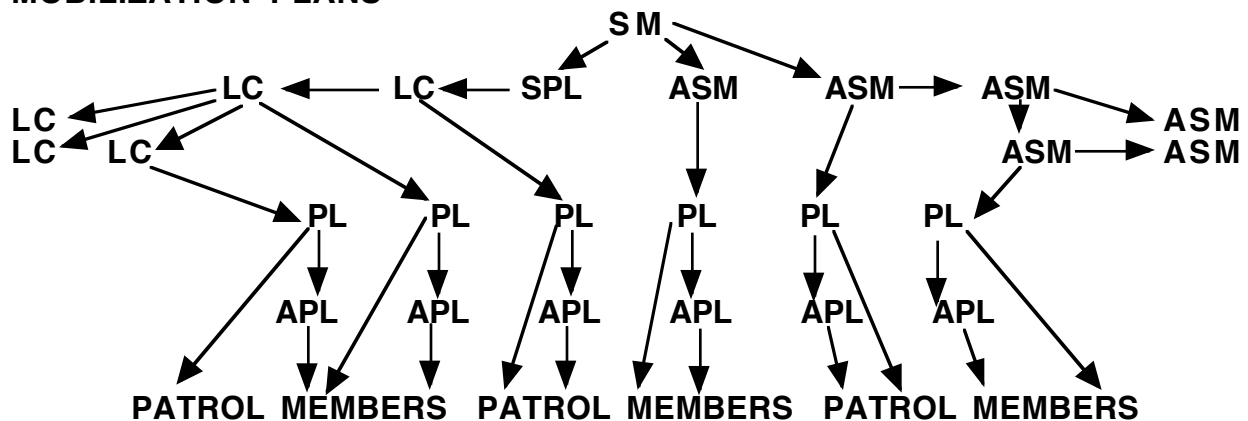 MOBILIZATION PLANS
SM
LC LC SPL ASM ASM ASM
LC ASM
LC LC ASM ASM
PL PL PL PL PL PL
APL APL APL APL APL APL
PATROL MEMBERS PATROL MEMBERS PATROL MEMBERS